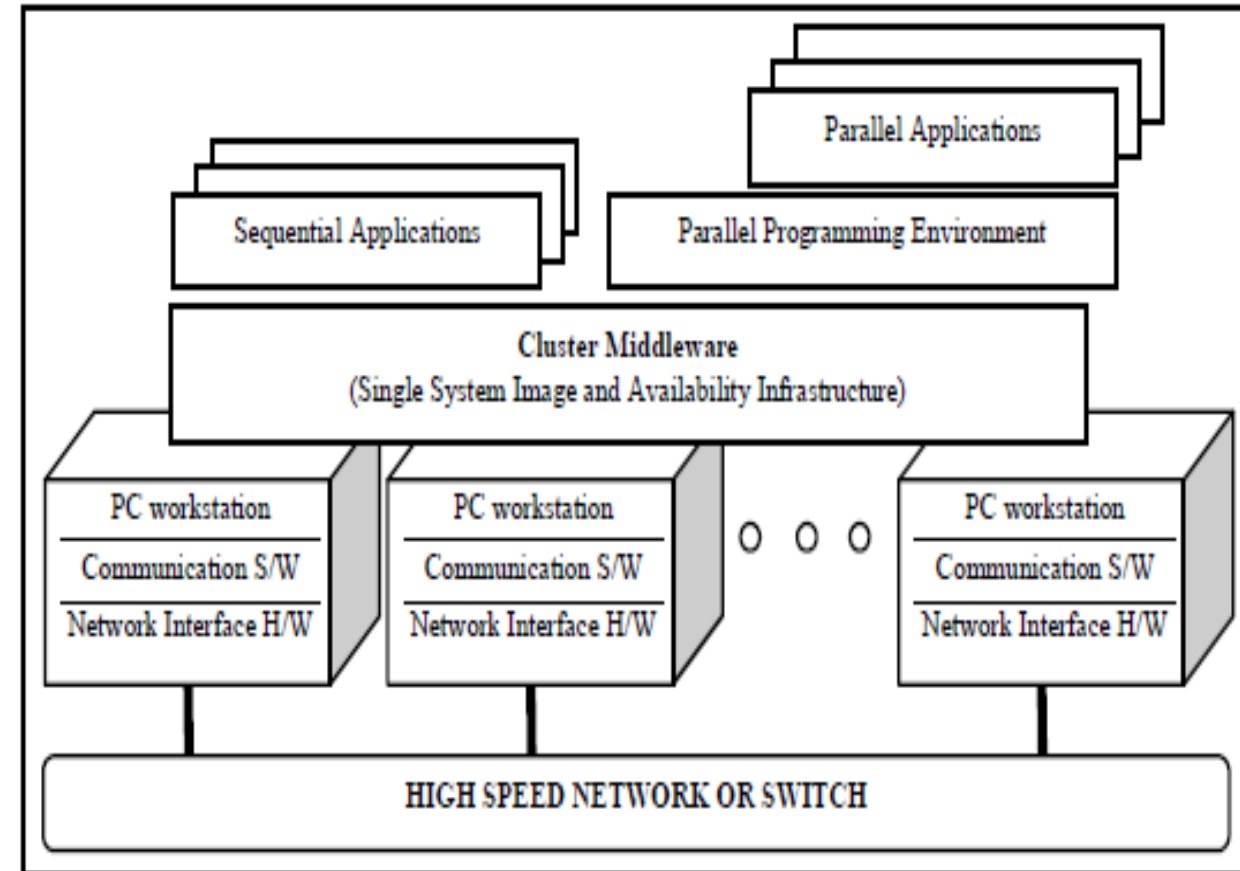 Parallel Applications
Sequential Applications
Parallel Programming Environment
Cluster Middleware
(Single System Image and Availability Infrastructure)
PC workstation
Communication S/W
Network Interface H/W
PC workstation
Communication S/W
Network Interface H/W
PC workstation
Communication S/W
Network Interface H/W
HIGH SPEED NETWORK OR SWITCH